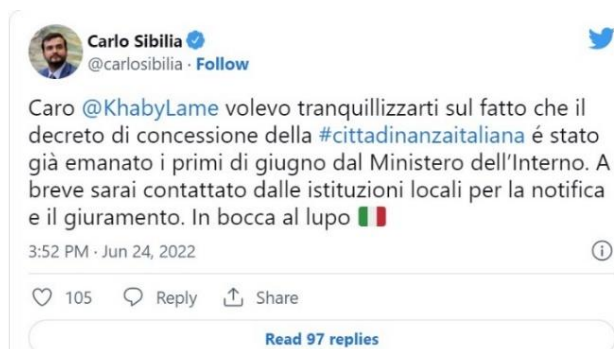 Carlo Sibilia
@carlosibilia · Follow
Caro @KhabyLame volevo tranquillizzarti sul fatto che il
decreto di concessione della #cittadinanzaitaliana é stato
già emanato i primi di giugno dal Ministero dell'Interno. A
breve sarai contattato dalle istituzioni locali per la notifica
e il giuramento. In bocca al lupo 🇮🇹
3:52 PM · Jun 24, 2022
105 Reply Share
Read 97 replies